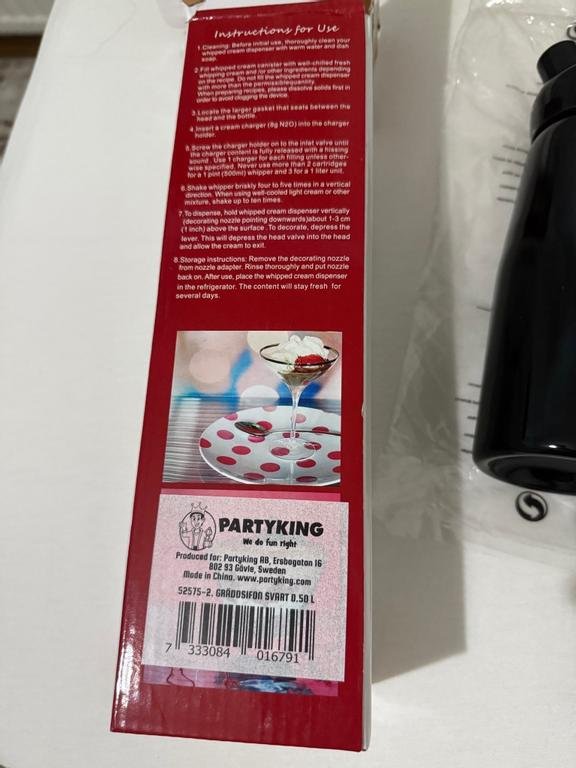 Instructions for Use
1.Cleaning: Before initial use, thoroughly clean your
whipped cream dispenser with warm water and dish
soap.
2.Fill whipped cream canister with well-chilled fresh
whipping cream and /or other ingredients depending
on the recipe. Do not fill the whipped cream dispenser
with more than the permissiblequantity.
When preparing recipes, please dissolve solids first in
order to avoid clogging the device.
3.Locate the larger gasket that seats between the
head and the bottle.
4.Insert a cream charger (8g N2O) into the charger
holder.
5.Screw the charger holder on to the inlet valve until
the charger content is fully released with a hissing
sound . Use 1 charger for each filling unless other-
wise specified. Never use more than 2 cartridges
for a 1 pint (500ml) whipper and 3 for a 1 liter unit.
6.Shake whipper briskly four to five times in a vertical
direction. When using well-cooled light cream or other
mixture, shake up to ten times.
7.To dispense, hold whipped cream dispenser vertically
(decorating nozzle pointing downwards)about 1-3 cm
(1 inch) above the surface . To decorate, depress the
lever. This will depress the head valve into the head
and allow the cream to exit.
8.Storage instructions: Remove the decorating nozzle
from nozzle adapter. Rinse thoroughly and put nozzle
back on. After use, place the whipped cream dispenser
in the refrigerator. The content will stay fresh for
several days.
PARTYKING
We do fun right
Produced for: Partyking AB, Ersbogatan 16
802 93 Gävle, Sweden
Made in China. www.partyking.com
52575-2, GRÄDDSIFON SVART 0.50 L
7 333084 016791